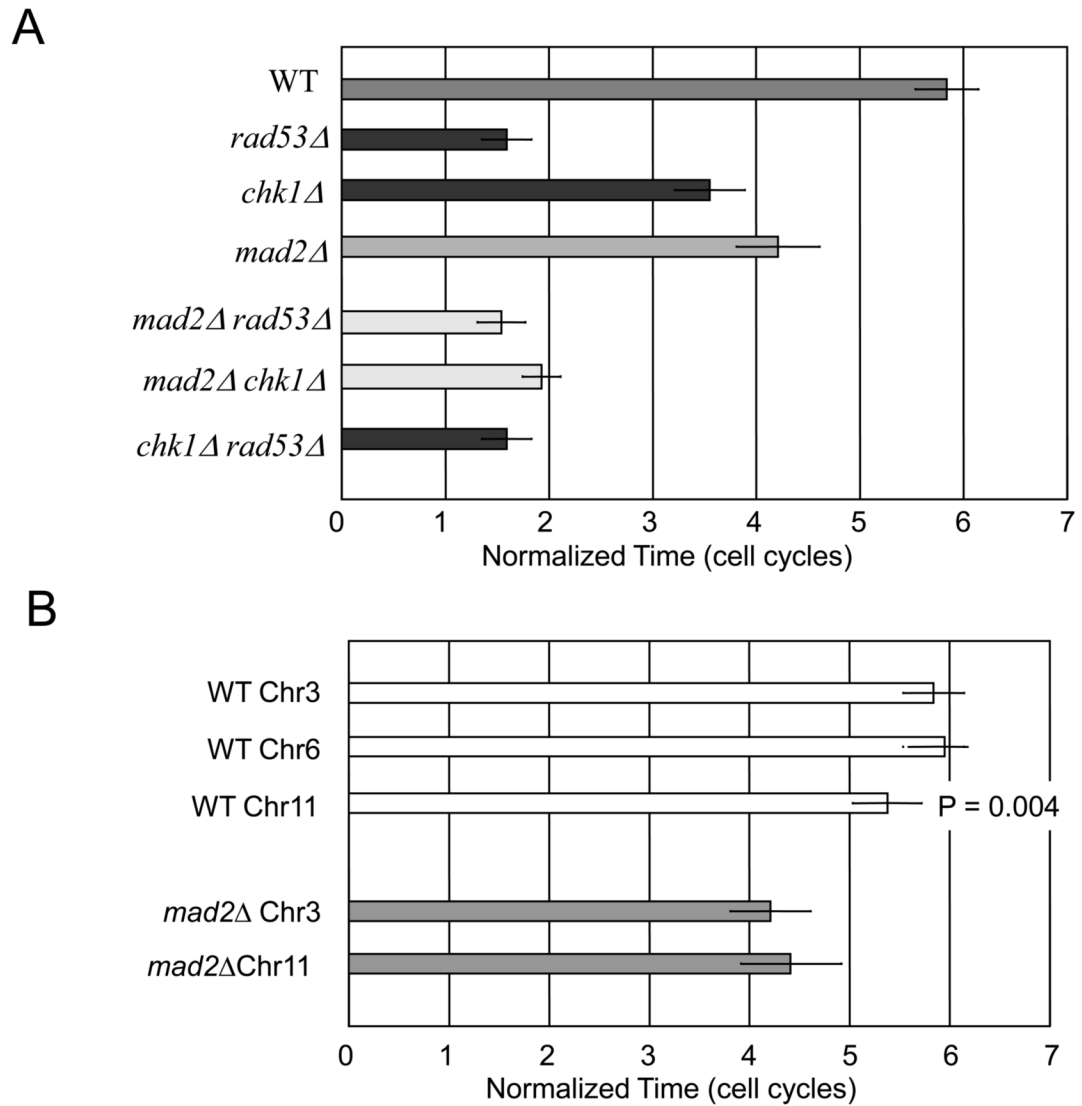 A
WT
rad53Δ
chk1Δ
mad2Δ
mad2Δ rad53Δ
mad2Δ chk1Δ
chk1Δ rad53Δ
0 1 2 3 4 5 6 7
Normalized Time (cell cycles)
B
WT Chr3
WT Chr6
WT Chr11
P = 0.004
mad2Δ Chr3
mad2ΔChr11
0 1 2 3 4 5 6 7
Normalized Time (cell cycles)